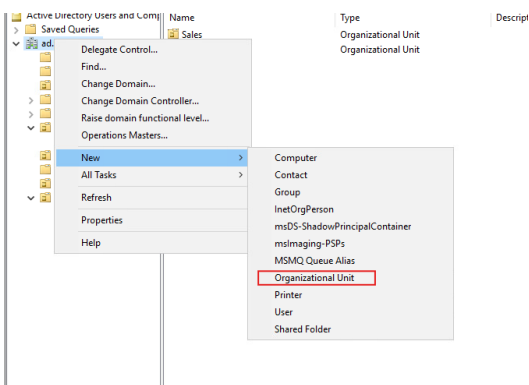 Active Directory Users and Comp
Name
Type
Descript
Saved Queries
ad.
Sales
Organizational Unit
Organizational Unit
Delegate Control...
Find...
Change Domain...
Change Domain Controller...
Raise domain functional level...
Operations Masters...
New
All Tasks
Refresh
Properties
Help
Computer
Contact
Group
InetOrgPerson
msDS-ShadowPrincipalContainer
msImaging-PSPs
MSMQ Queue Alias
Organizational Unit
Printer
User
Shared Folder